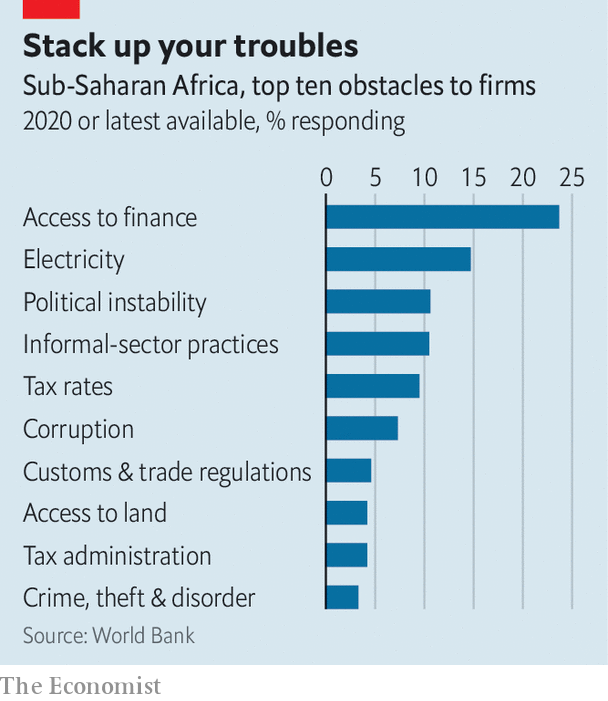 Stack up your troubles
Sub-Saharan Africa, top ten obstacles to firms
2020 or latest available, % responding
0 5 10 15 20 25
Access to finance
Electricity
Political instability
Informal-sector practices
Tax rates
Corruption
Customs & trade regulations
Access to land
Tax administration
Crime, theft & disorder
Source: World Bank
The Economist